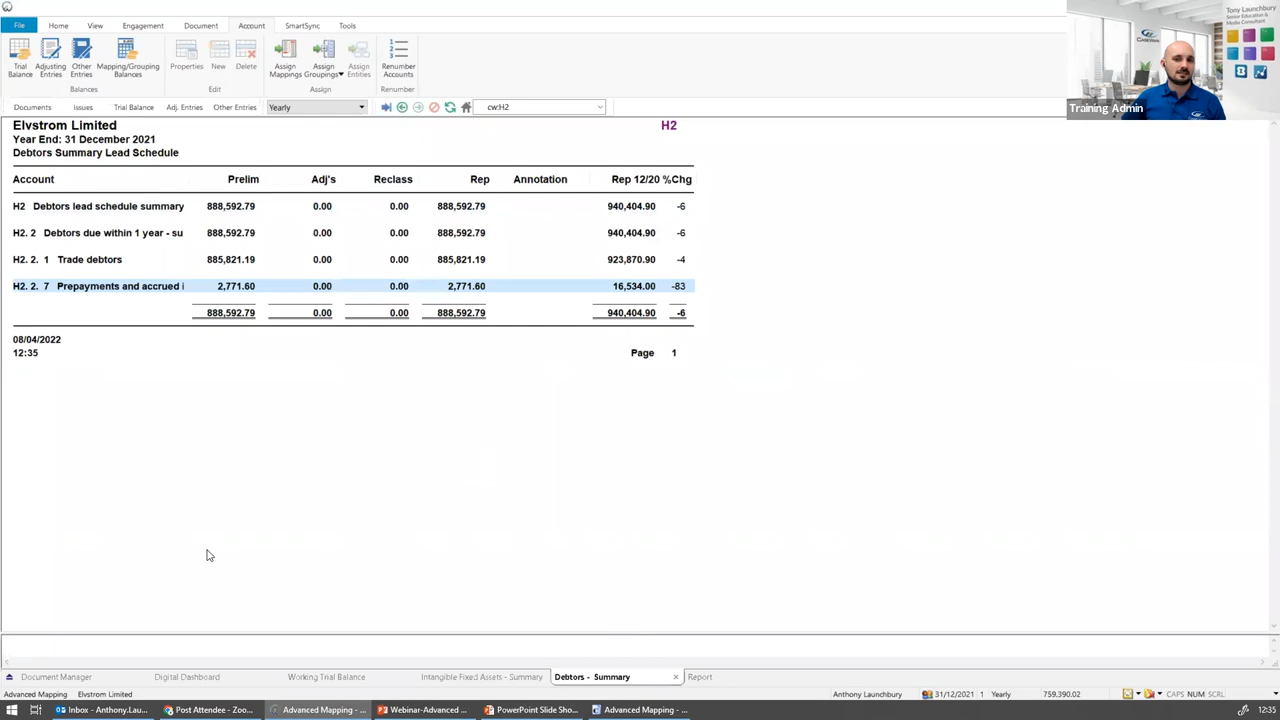 File Home View Engagement Document Account SmartSync Tools
Tony Launchbury
Senior Education &
Media Consultant
CASEWARE
Trial Balance Adjusting Entries Other Entries Mapping/Grouping Balances Properties New Delete Assign Mappings Assign Groupings Assign Entities Renumber Accounts
Balances Edit Assign Renumber
Training Admin
Documents Issues Trial Balance Adj. Entries Other Entries Yearly cw:H2
Elvstrom Limited H2
Year End: 31 December 2021
Debtors Summary Lead Schedule
Account Prelim Adj's Reclass Rep Annotation Rep 12/20 %Chg
H2 Debtors lead schedule summary 888,592.79 0.00 0.00 888,592.79 940,404.90 -6
H2. 2 Debtors due within 1 year - su 888,592.79 0.00 0.00 888,592.79 940,404.90 -6
H2. 2. 1 Trade debtors 885,821.19 0.00 0.00 885,821.19 923,870.90 -4
H2. 2. 7 Prepayments and accrued i 2,771.60 0.00 0.00 2,771.60 16,534.00 -83
888,592.79 0.00 0.00 888,592.79 940,404.90 -6
08/04/2022
12:35 Page 1
Document Manager Digital Dashboard Working Trial Balance Intangible Fixed Assets - Summary Debtors - Summary × Report
Advanced Mapping Elvstrom Limited Anthony Launchbury 31/12/2021 1 Yearly 759,390.02 CAPS NUM SCRL
Inbox - Anthony.Lau... Post Attendee - Zoo... Advanced Mapping - ... Webinar-Advanced ... PowerPoint Slide Sho... Advanced Mapping - ... 12:35